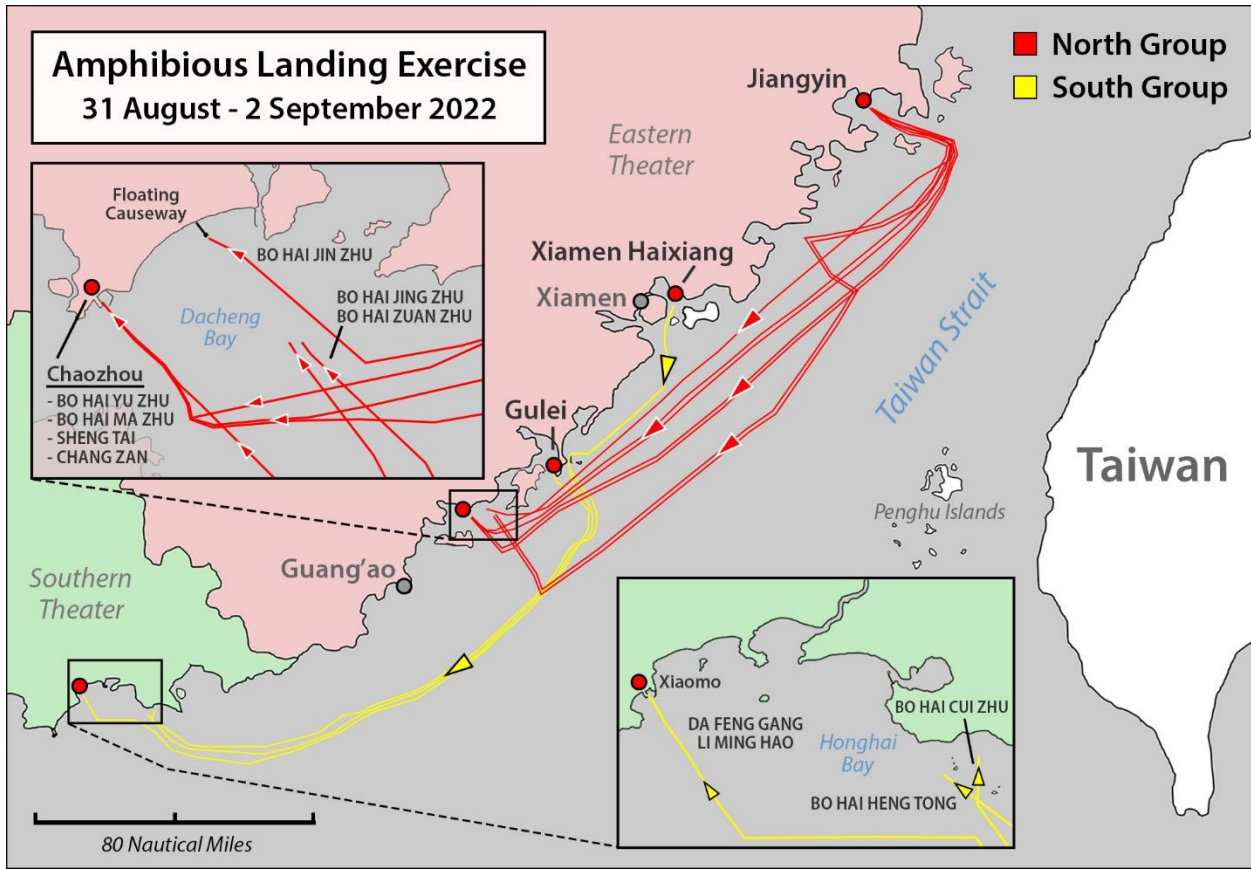 Amphibious Landing Exercise
31 August - 2 September 2022
North Group
South Group
Jiangyin
Eastern
Theater
Xiamen Haixiang
Xiamen
Gulei
Guang'ao
Southern
Theater
Taiwan Strait
Taiwan
Penghu Islands
80 Nautical Miles
Floating
Causeway
BO HAI JIN ZHU
BO HAI JING ZHU
BO HAI ZUAN ZHU
Dacheng
Bay
Chaozhou
- BO HAI YU ZHU
- BO HAI MA ZHU
- SHENG TAI
- CHANG ZAN
Xiaomo
DA FENG GANG
LI MING HAO
Honghai
Bay
BO HAI CUI ZHU
BO HAI HENG TONG